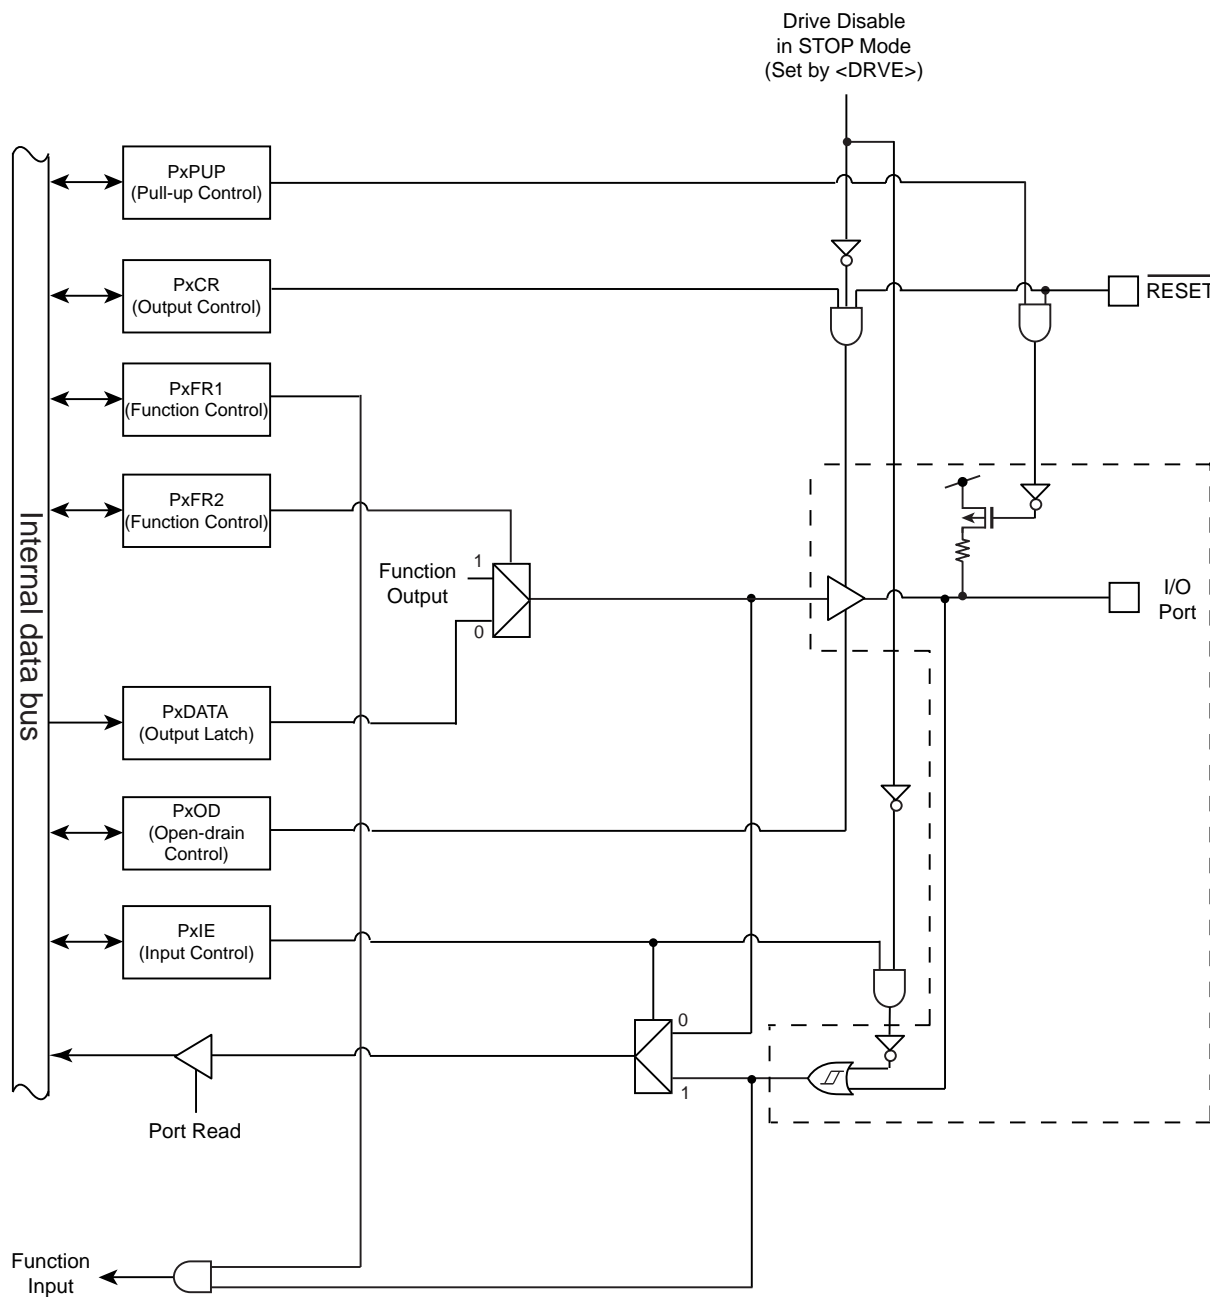 Drive Disable
in STOP Mode
(Set by <DRVE>)
PxPUP
(Pull-up Control)
PxCR
(Output Control)
RESET
PxFR1
(Function Control)
PxFR2
(Function Control)
Internal data bus
1
Function
Output
0
I/O
Port
PxDATA
(Output Latch)
PxOD
(Open-drain
Control)
PxIE
(Input Control)
0
1
Port Read
Function
Input